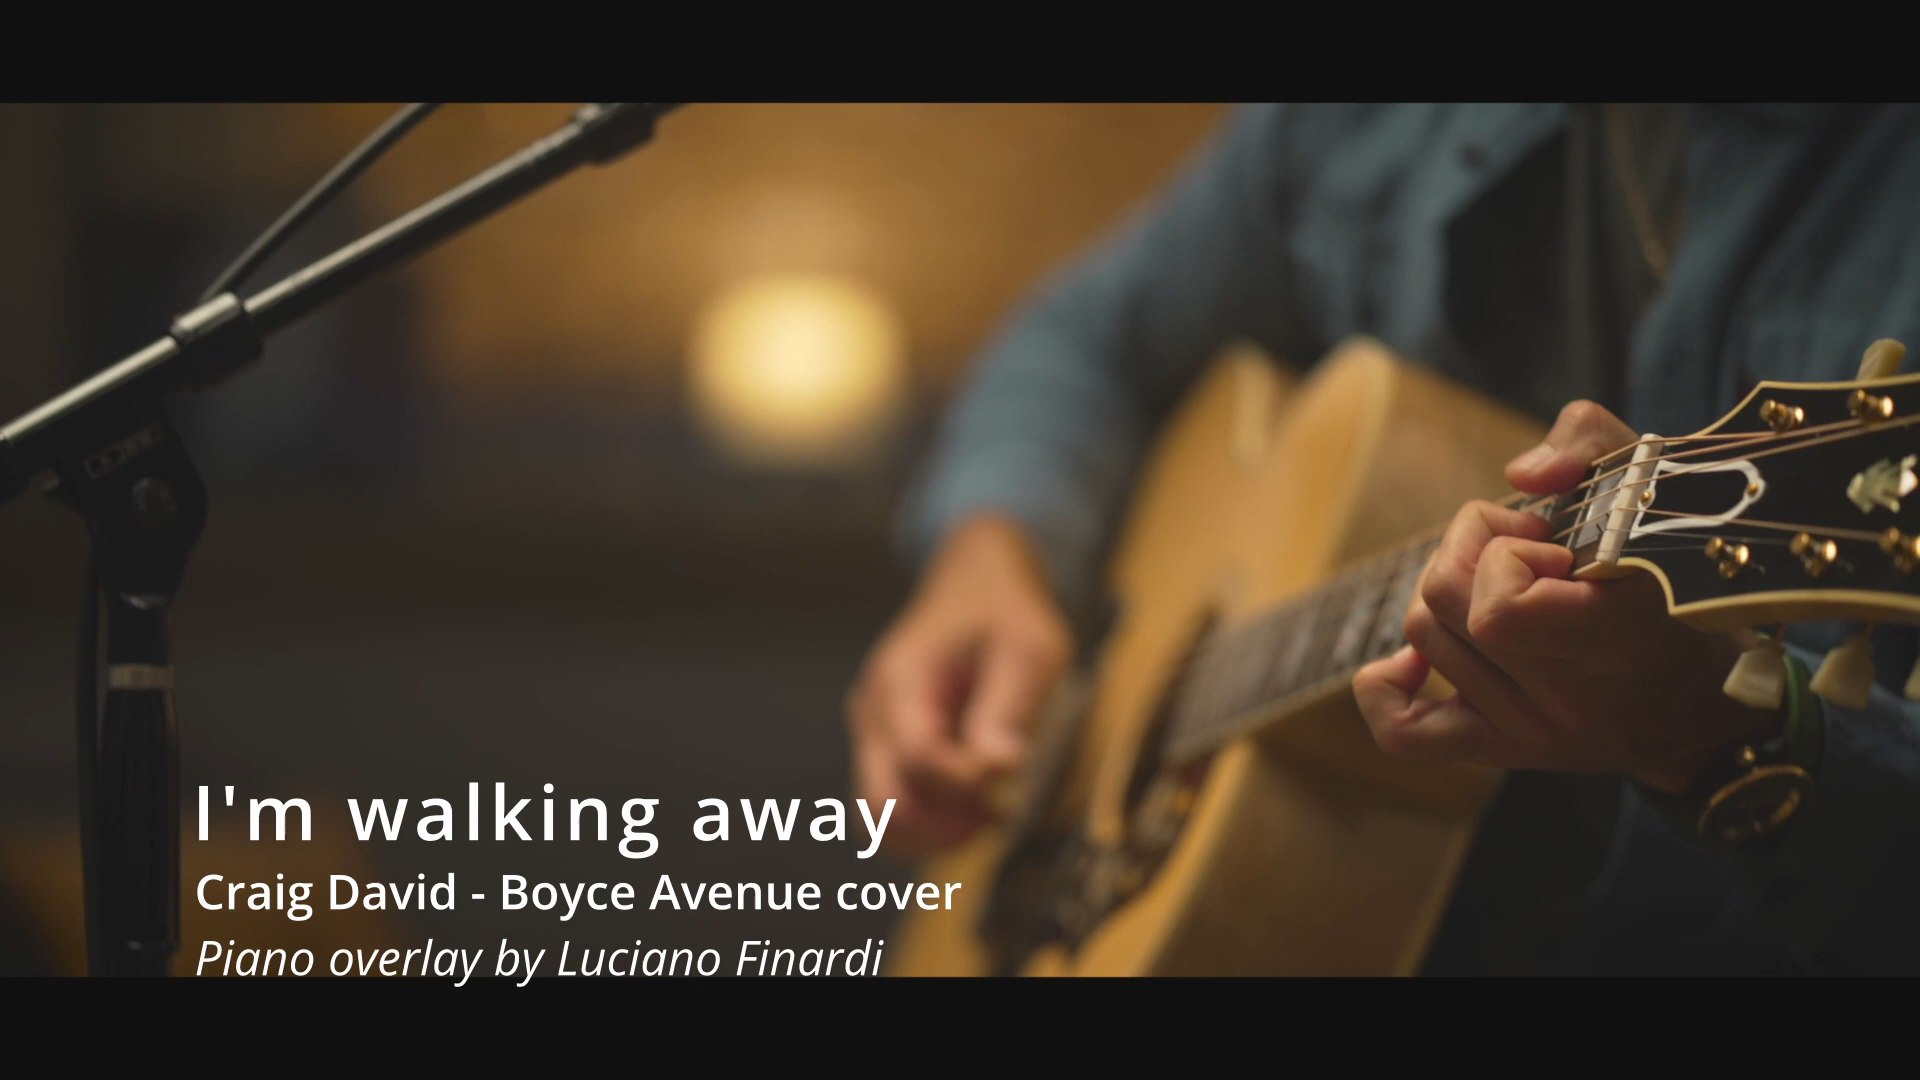 I'm walking away
Craig David - Boyce Avenue cover
Piano overlay by Luciano Finardi